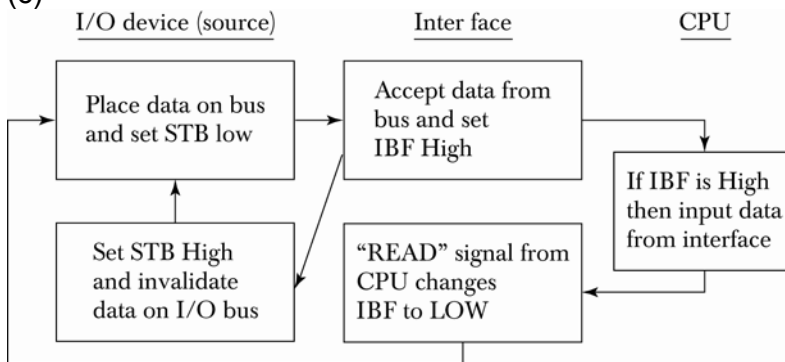 I/O device (source)
Inter face
CPU
Place data on bus
and set STB low
Accept data from
bus and set
IBF High
If IBF is High
then input data
from interface
Set STB High
and invalidate
data on I/O bus
"READ" signal from
CPU changes
IBF to LOW